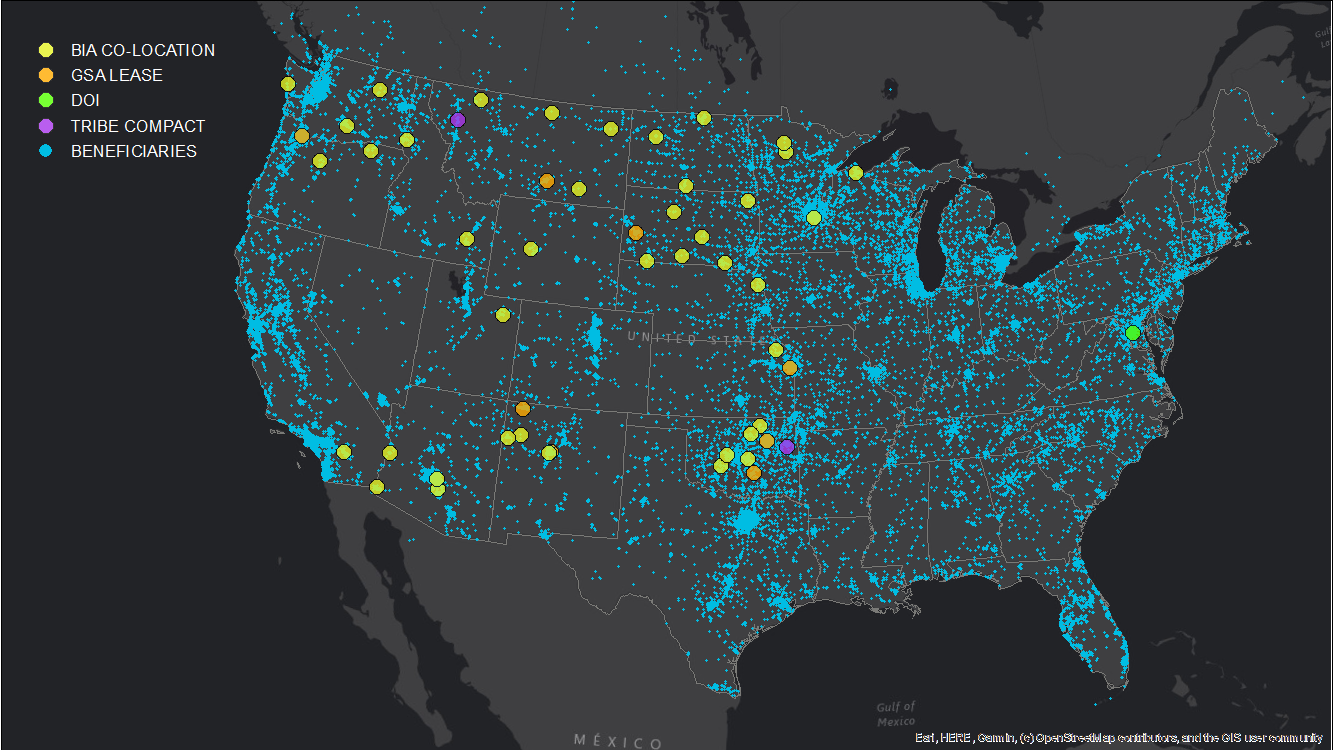 BIA CO-LOCATION
GSA LEASE
DOI
TRIBE COMPACT
BENEFICIARIES
UNITED STATES
Gulf of
Mexico
MÉXICO
Esri, HERE, Garmin, (c) OpenStreetMap contributors, and the GIS user community